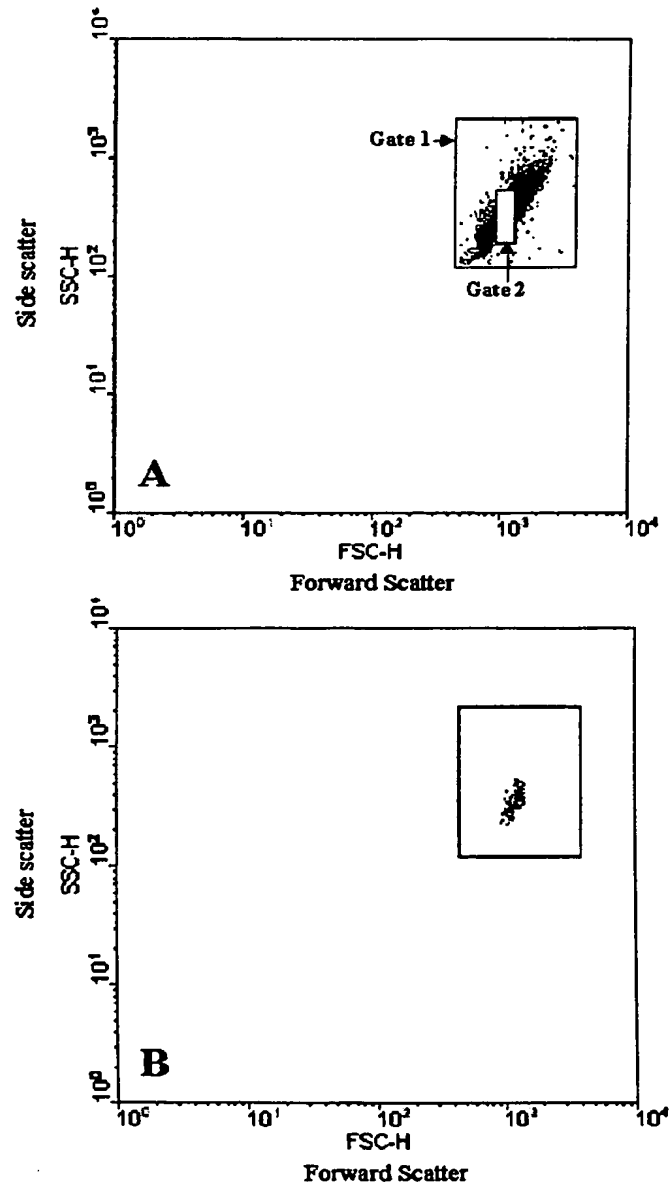 10⁴
10³
Gate 1
Side scatter
SSC-H
10²
Gate 2
10¹
A
10⁰
10⁰ 10¹ 10² 10³ 10⁴
FSC-H
Forward Scatter
10⁴
10³
Side scatter
SSC-H
10²
10¹
B
10⁰
10⁰ 10¹ 10² 10³ 10⁴
FSC-H
Forward Scatter